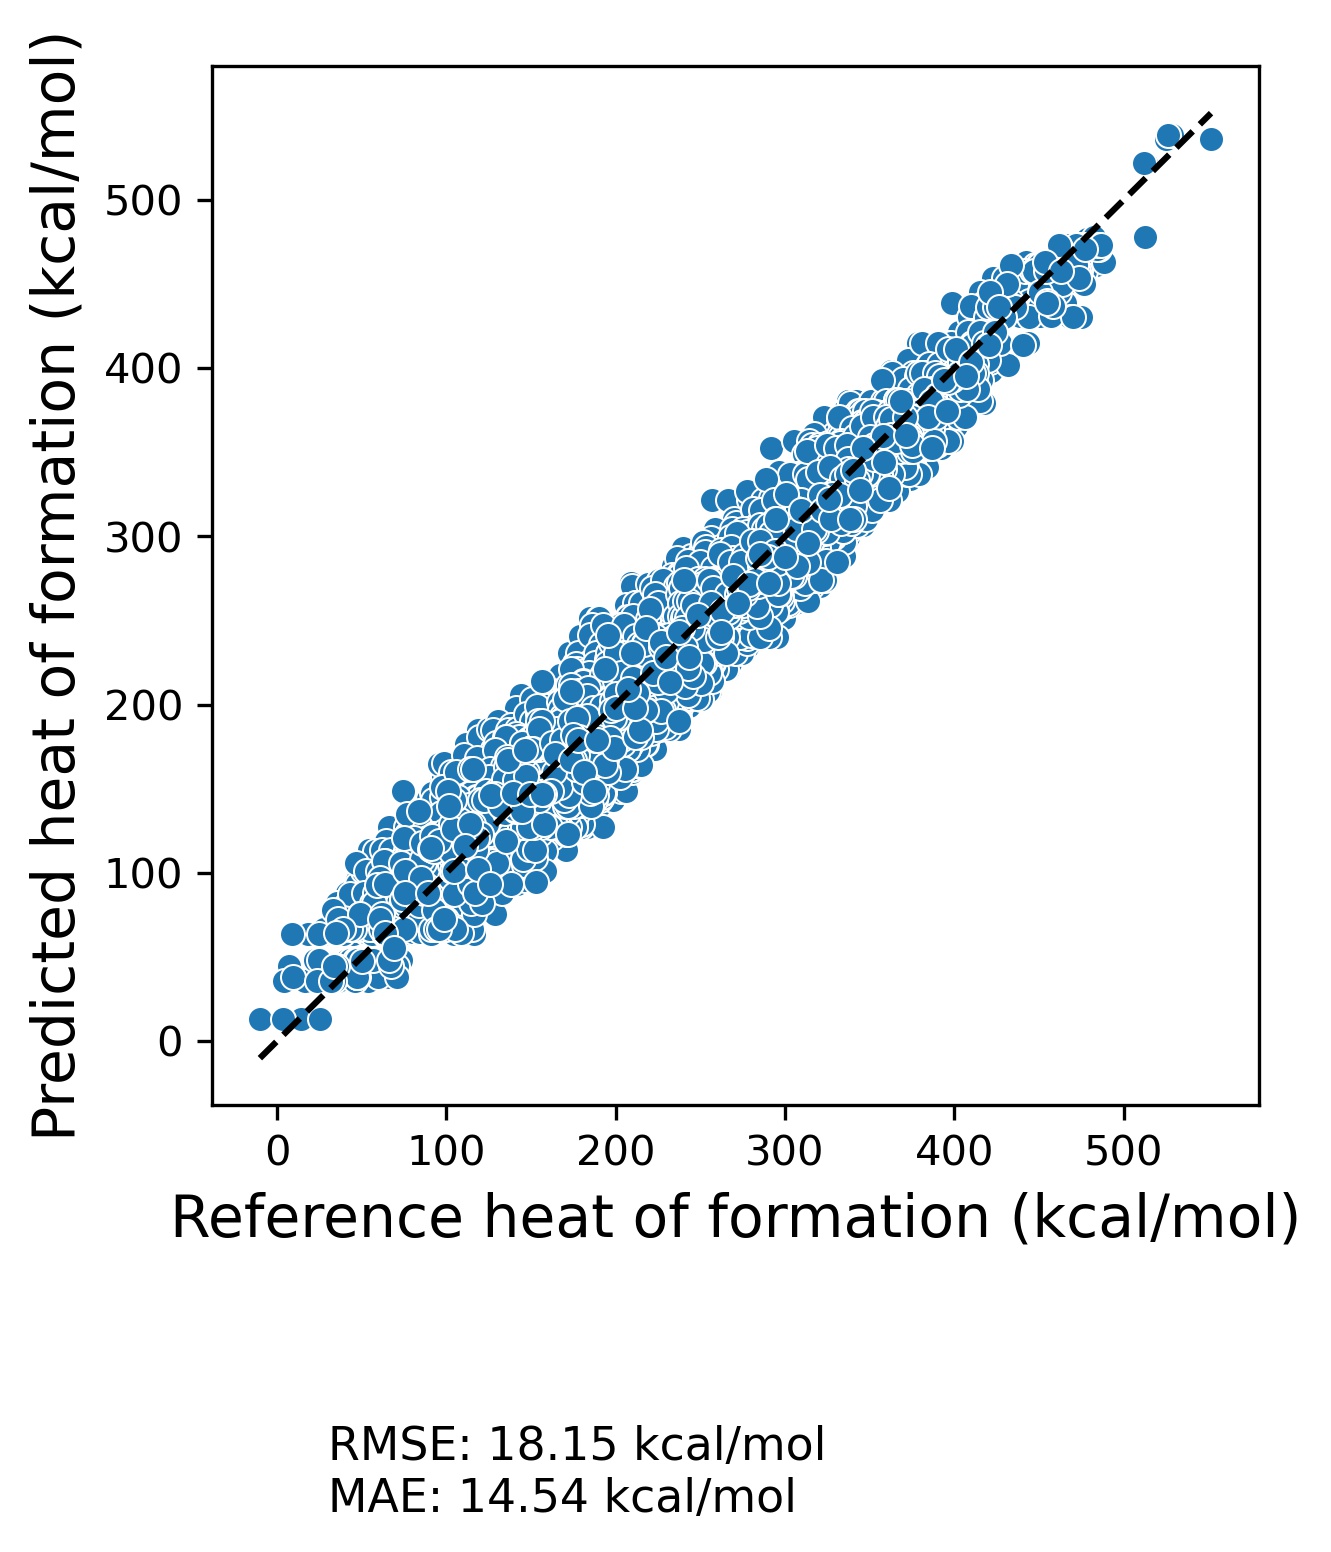 Predicted heat of formation (kcal/mol)
500
400
300
200
100
0
0 100 200 300 400 500
Reference heat of formation (kcal/mol)
RMSE: 18.15 kcal/mol
MAE: 14.54 kcal/mol